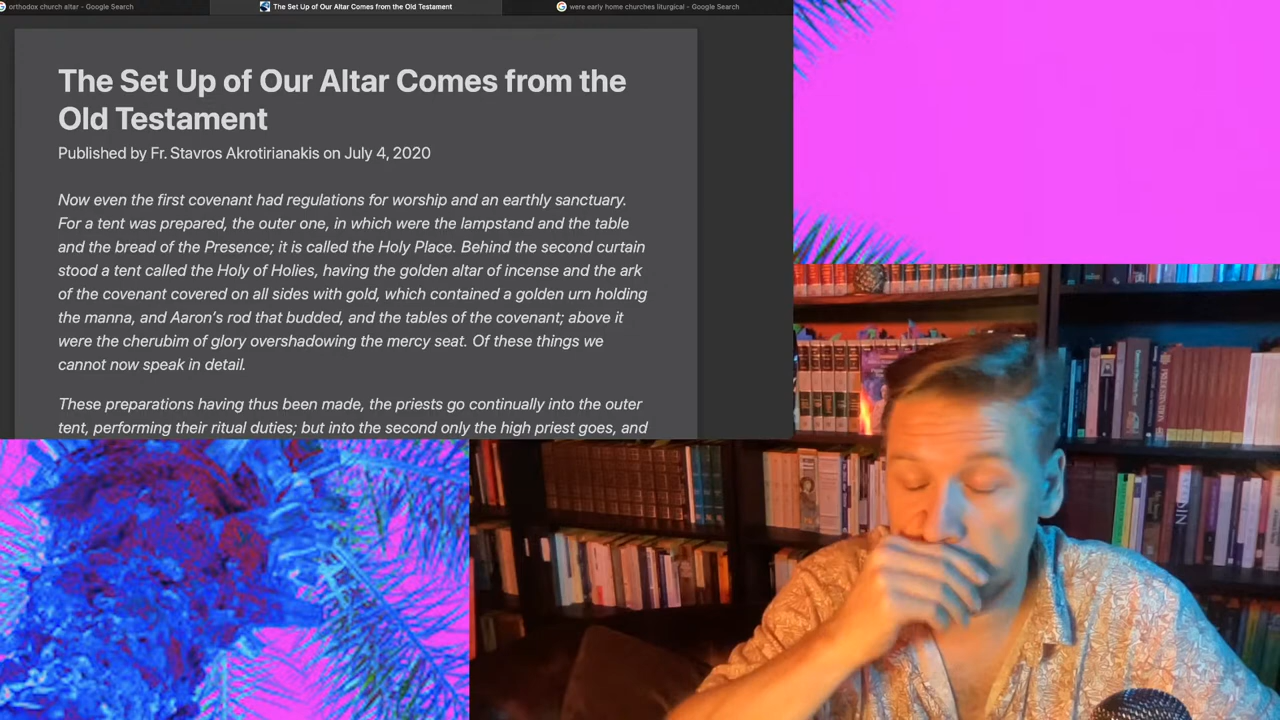 orthodox church altar - Google Search
The Set Up of Our Altar Comes from the Old Testament
were early home churches liturgical - Google Search
The Set Up of Our Altar Comes from the
Old Testament
Published by Fr. Stavros Akrotirianakis on July 4, 2020
Now even the first covenant had regulations for worship and an earthly sanctuary.
For a tent was prepared, the outer one, in which were the lampstand and the table
and the bread of the Presence; it is called the Holy Place. Behind the second curtain
stood a tent called the Holy of Holies, having the golden altar of incense and the ark
of the covenant covered on all sides with gold, which contained a golden urn holding
the manna, and Aaron’s rod that budded, and the tables of the covenant; above it
were the cherubim of glory overshadowing the mercy seat. Of these things we
cannot now speak in detail.
These preparations having thus been made, the priests go continually into the outer
tent, performing their ritual duties; but into the second only the high priest goes, and